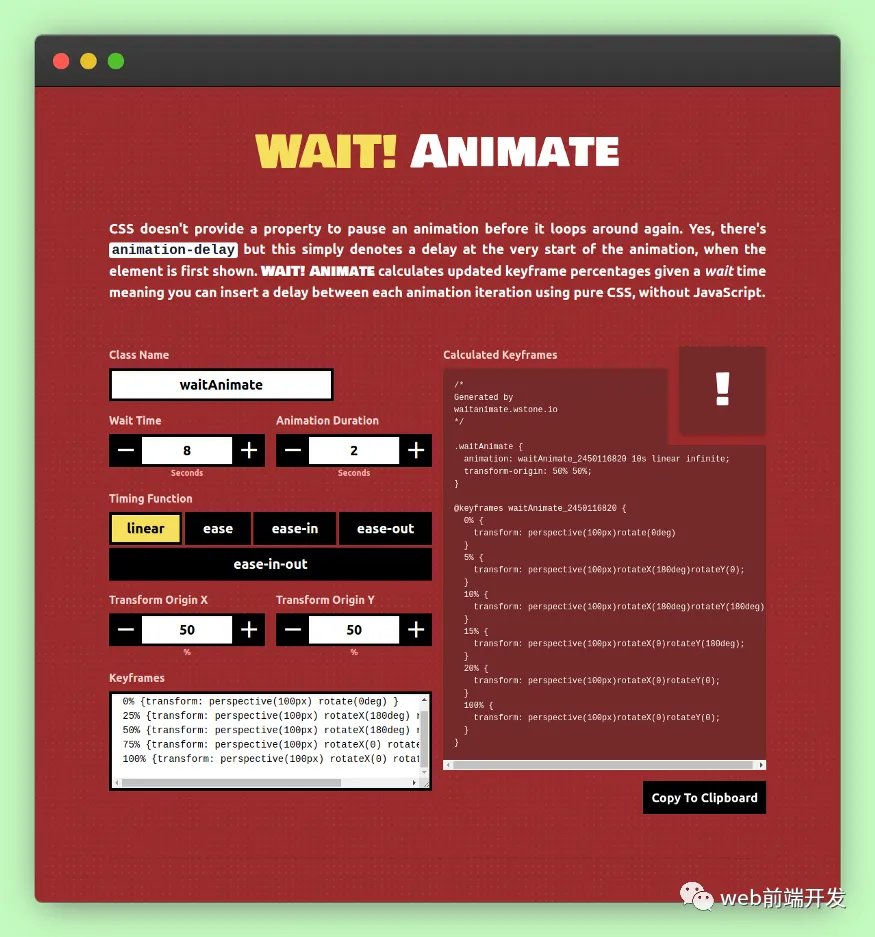 WAIT! ANIMATE
CSS doesn't provide a property to pause an animation before it loops around again. Yes, there's
animation-delay but this simply denotes a delay at the very start of the animation, when the
element is first shown. WAIT! ANIMATE calculates updated keyframe percentages given a wait time
meaning you can insert a delay between each animation iteration using pure CSS, without JavaScript.
Class Name
waitAnimate
Wait Time
Animation Duration
− 8 +
− 2 +
Seconds
Seconds
Timing Function
linear
ease
ease-in
ease-out
ease-in-out
Transform Origin X
Transform Origin Y
− 50 +
− 50 +
%
%
Keyframes
0% {transform: perspective(100px) rotate(0deg) }
25% {transform: perspective(100px) rotateX(180deg)
50% {transform: perspective(100px) rotateX(180deg)
75% {transform: perspective(100px) rotateX(0)
100% {transform: perspective(100px) rotateX(0)
Calculated Keyframes
!
/*
Generated by
waitanimate.wstone.io
*/
.waitAnimate {
animation: waitAnimate_2450116820 10s linear infinite;
transform-origin: 50% 50%;
}
@keyframes waitAnimate_2450116820 {
0% {
transform: perspective(100px)rotate(0deg)
}
5% {
transform: perspective(100px)rotateX(180deg)rotateY(0);
}
10% {
transform: perspective(100px)rotateX(180deg)rotateY(180deg)
}
15% {
transform: perspective(100px)rotateX(0)rotateY(180deg);
}
20% {
transform: perspective(100px)rotateX(0)rotateY(0);
}
100% {
transform: perspective(100px)rotateX(0)rotateY(0);
}
}
Copy To Clipboard
web前端开发